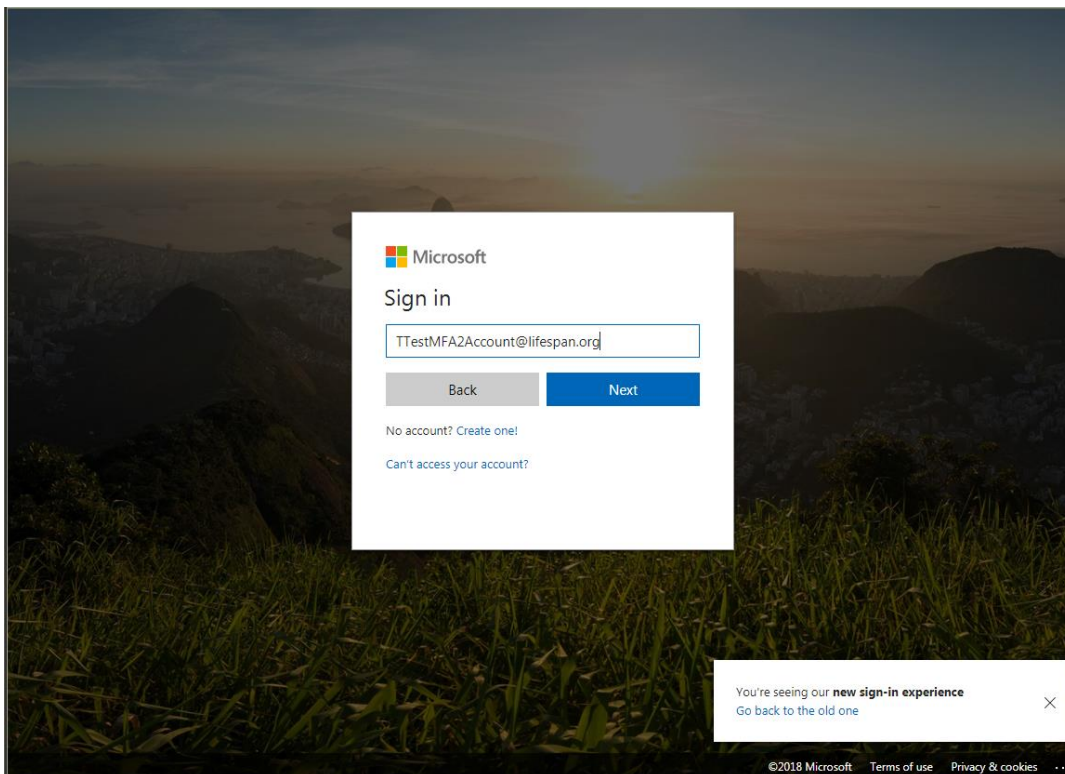 Microsoft
Sign in
TTestMFA2Account@lifespan.org
Back Next
No account? Create one!
Can't access your account?
You're seeing our new sign-in experience
Go back to the old one
©2018 Microsoft Terms of use Privacy & cookies